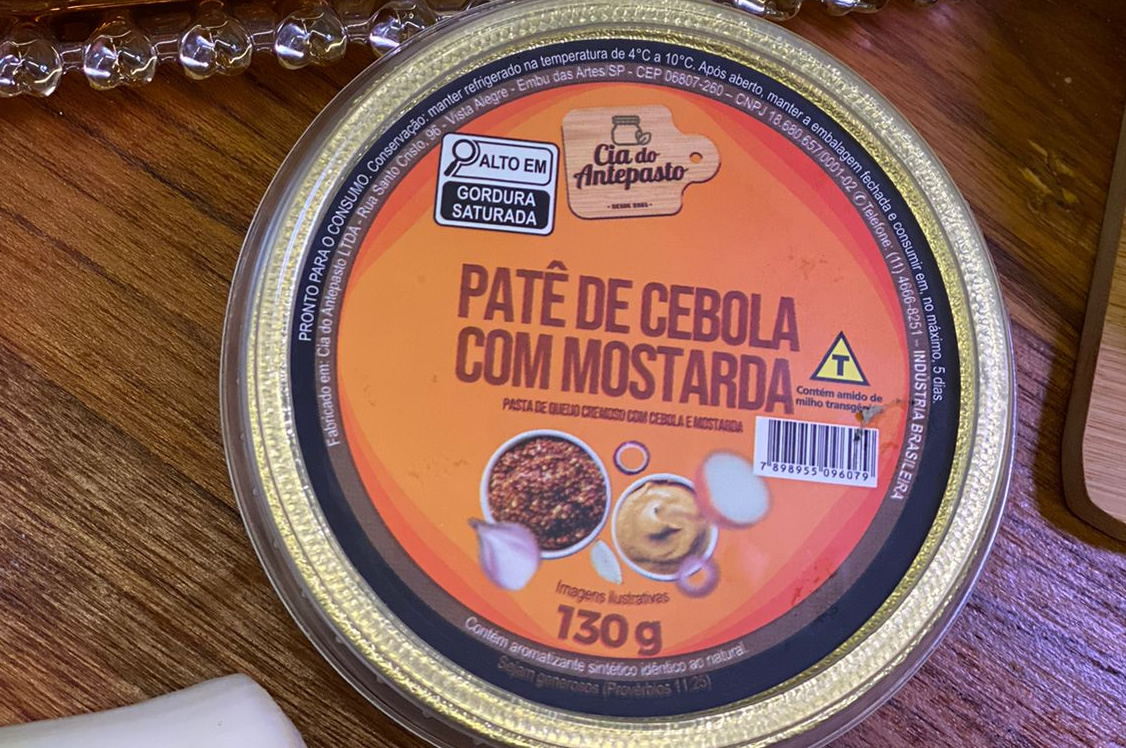 PRONTO PARA O CONSUMO. Conservação: manter refrigerado na temperatura de 4°C a 10°C. Após aberto, manter a embalagem fechada e consumir em, no máximo, 5 dias.
Fabricado em: Cia do Antepasto LTDA - Rua Santo Cristo, 96 - Vista Alegre - Embu das Artes/SP - CEP 06807-260 - CNPJ 18.680.657/0001-02 Telefone: (11) 4666-8251 - INDÚSTRIA BRASILEIRA
ALTO EM
GORDURA
SATURADA
Cia do
Antepasto
- DESDE
PATÊ DE CEBOLA
COM MOSTARDA
PASTA DE QUEIJO CREMOSO COM CEBOLA E MOSTARDA
T
Contém amido de
milho
7 898955 096079
Imagens ilustrativas
130 g
Contém aromatizante sintético idêntico ao natural.
Sejam generosos (Provérbios 11:25)